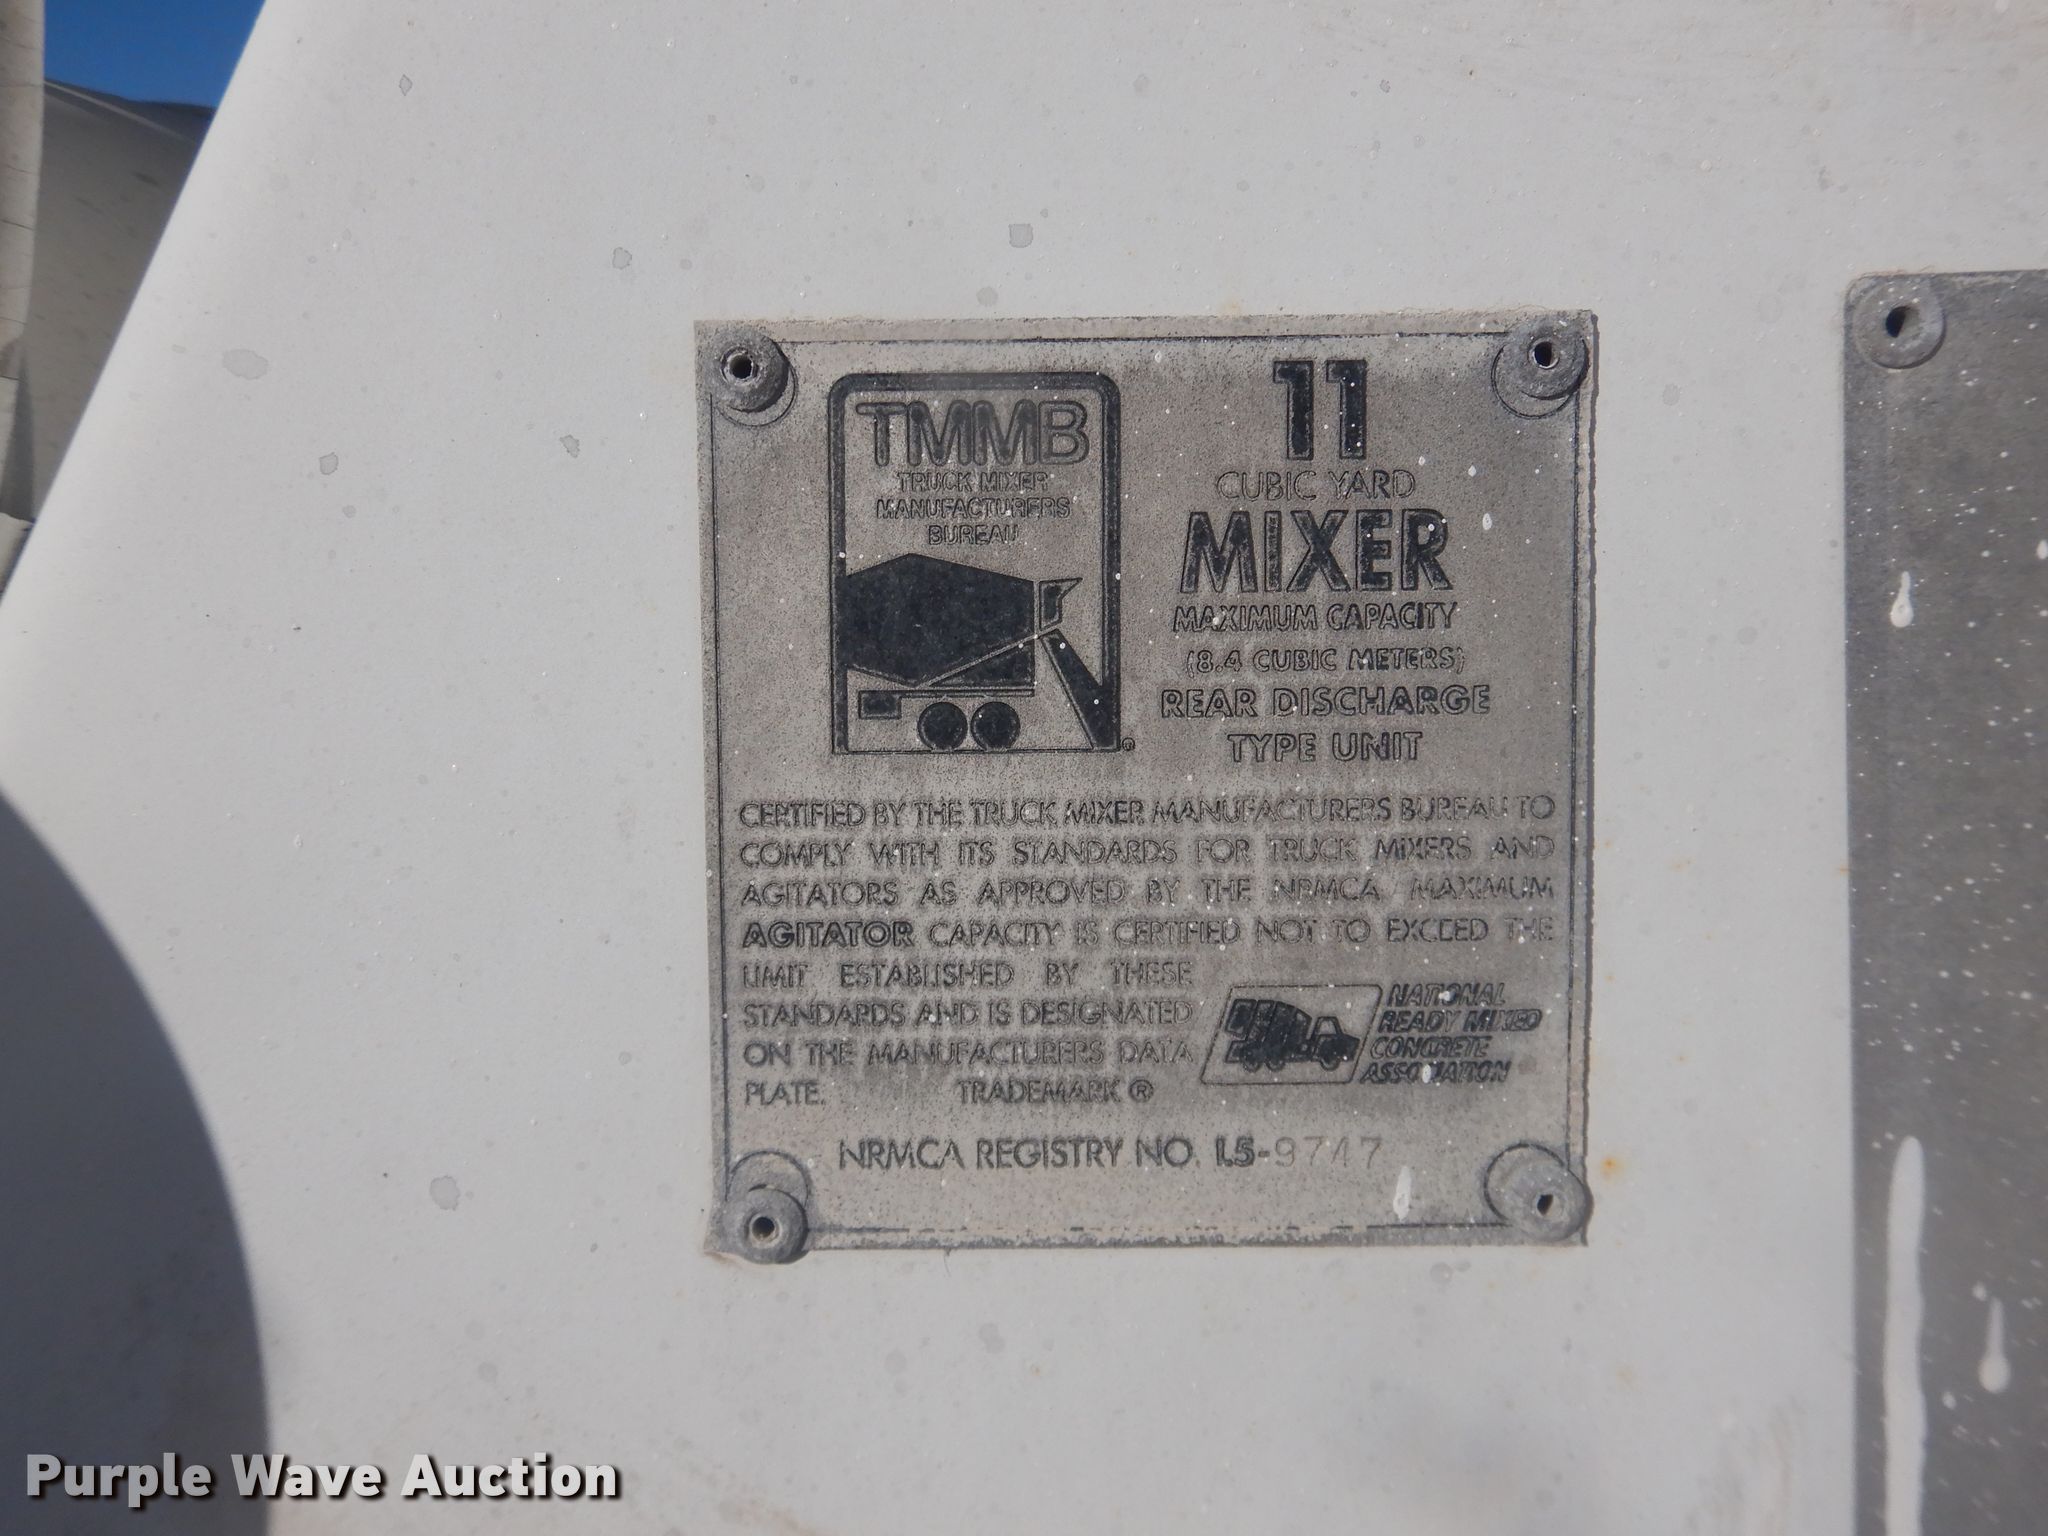 TMMB
TRUCK MIXER
MANUFACTURERS
BUREAU
®
11
CUBIC YARD
MIXER
MAXIMUM CAPACITY
(8.4 CUBIC METERS)
REAR DISCHARGE
TYPE UNIT
CERTIFIED BY THE TRUCK MIXER MANUFACTURERS BUREAU TO
COMPLY WITH ITS STANDARDS FOR TRUCK MIXERS AND
AGITATORS AS APPROVED BY THE NRMCA. MAXIMUM
AGITATOR CAPACITY IS CERTIFIED NOT TO EXCEED THE
LIMIT ESTABLISHED BY THESE
STANDARDS AND IS DESIGNATED
ON THE MANUFACTURERS DATA
PLATE. TRADEMARK ®
NATIONAL
READY MIXED
CONCRETE
ASSOCIATION
NRMCA REGISTRY NO. L5-9747
Purple Wave Auction